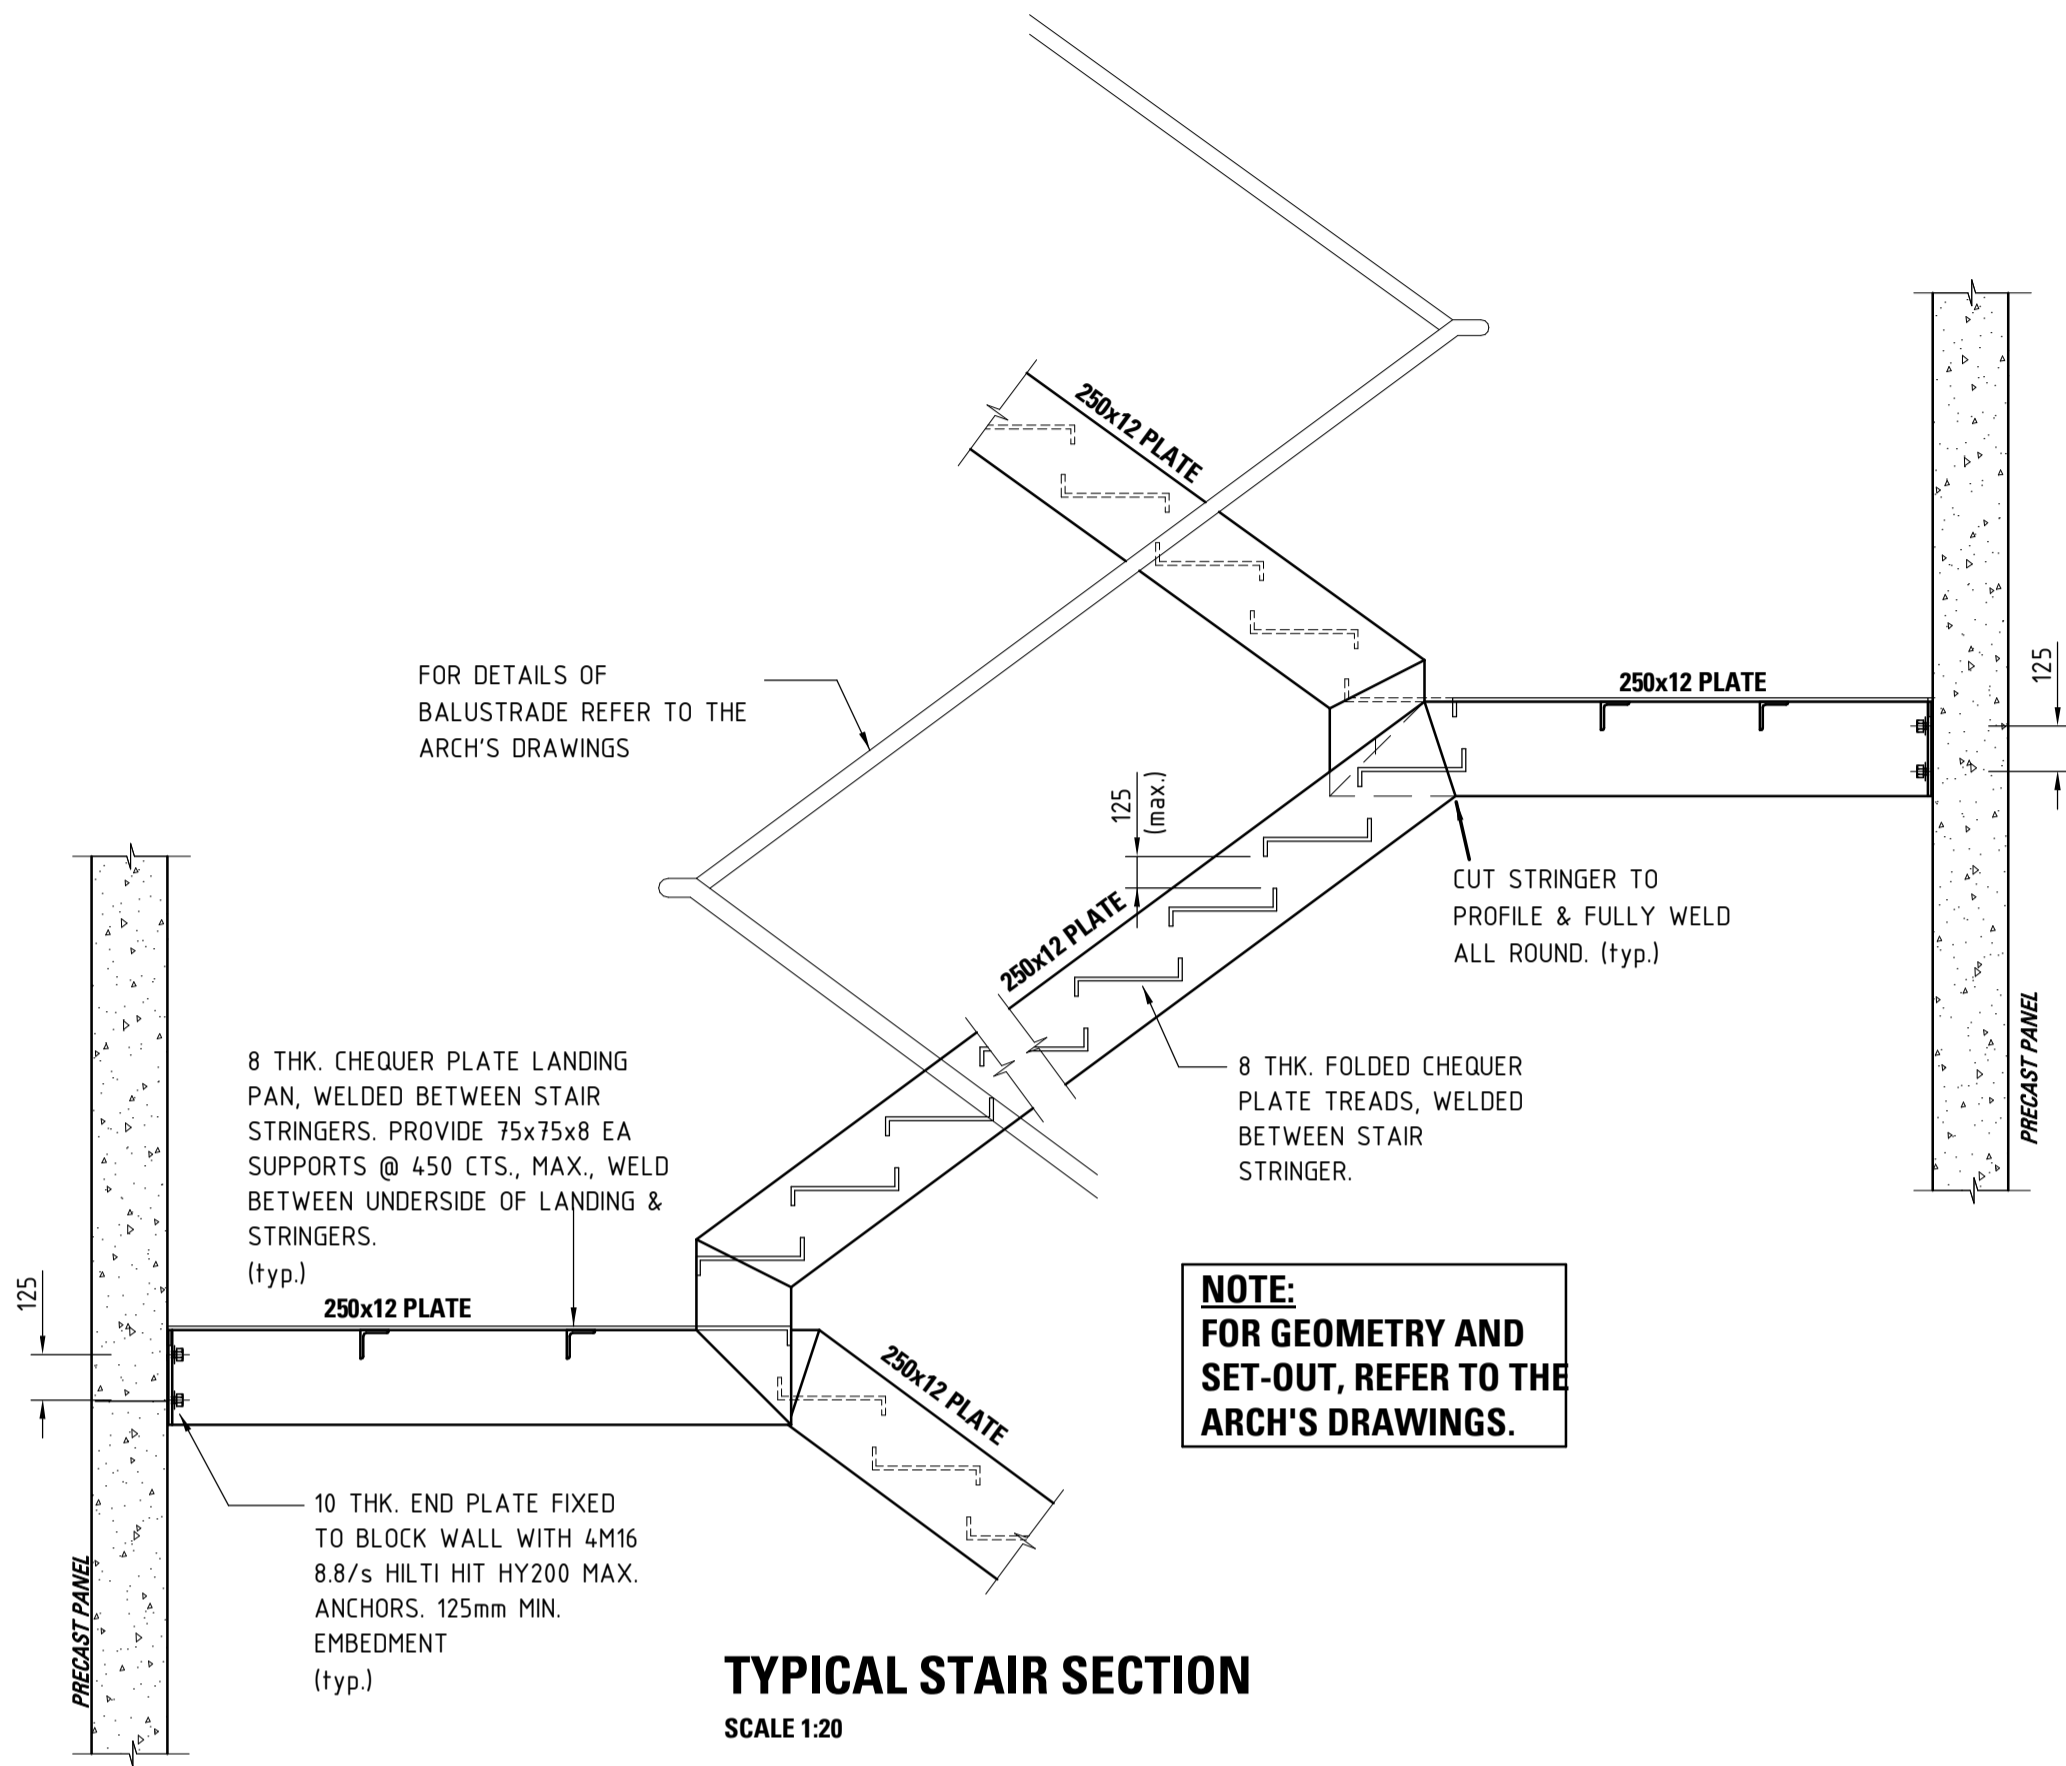 250x12 PLATE
FOR DETAILS OF
BALUSTRADE REFER TO THE
ARCH'S DRAWINGS
250x12 PLATE
125
125
(max.)
CUT STRINGER TO
PROFILE & FULLY WELD
ALL ROUND. (typ.)
250x12 PLATE
PRECAST PANEL
8 THK. CHEQUER PLATE LANDING
PAN, WELDED BETWEEN STAIR
STRINGERS. PROVIDE 75x75x8 EA
SUPPORTS @ 450 CTS., MAX., WELD
BETWEEN UNDERSIDE OF LANDING &
STRINGERS.
(typ.)
8 THK. FOLDED CHEQUER
PLATE TREADS, WELDED
BETWEEN STAIR
STRINGER.
125
250x12 PLATE
250x12 PLATE
NOTE:
FOR GEOMETRY AND
SET-OUT, REFER TO THE
ARCH'S DRAWINGS.
10 THK. END PLATE FIXED
TO BLOCK WALL WITH 4M16
8.8/s HILTI HIT HY200 MAX.
ANCHORS. 125mm MIN.
EMBEDMENT
(typ.)
PRECAST PANEL
TYPICAL STAIR SECTION
SCALE 1:20